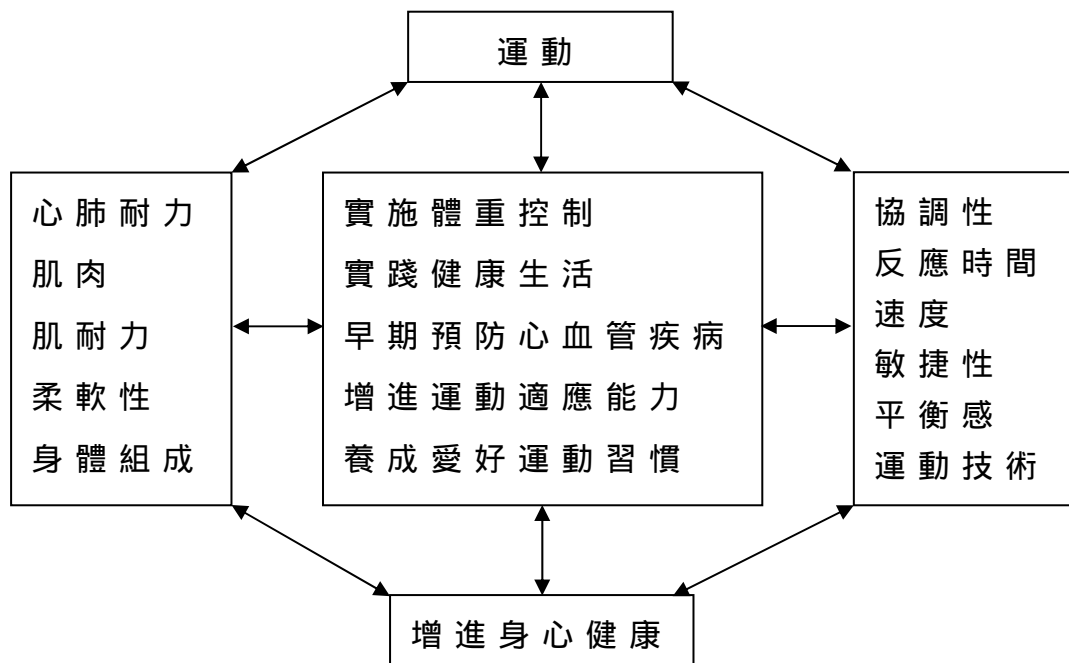 運動
心肺耐力
肌肉
肌耐力
柔軟性
身體組成
實施體重控制
實踐健康生活
早期預防心血管疾病
增進運動適應能力
養成愛好運動習慣
協調性
反應時間
速度
敏捷性
平衡感
運動技術
增進身心健康